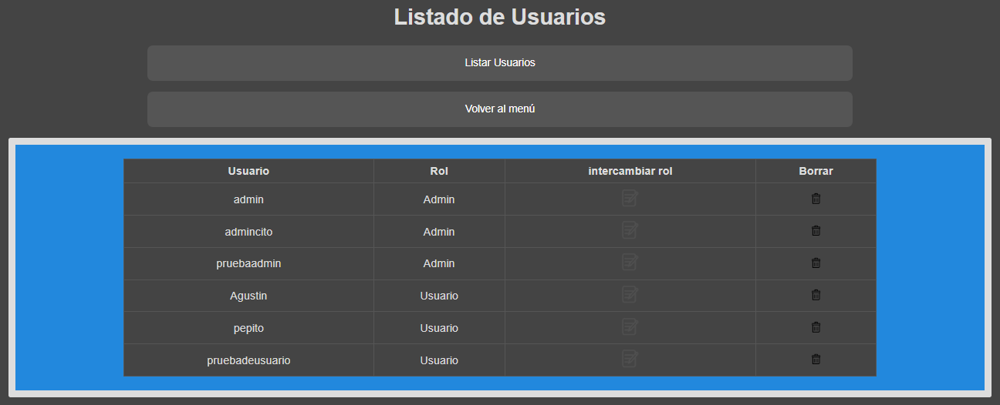 Listado de Usuarios
Listar Usuarios
Volver al menú
Usuario Rol intercambiar rol Borrar
admin Admin
admincito Admin
pruebaadmin Admin
Agustin Usuario
pepito Usuario
pruebadeusuario Usuario